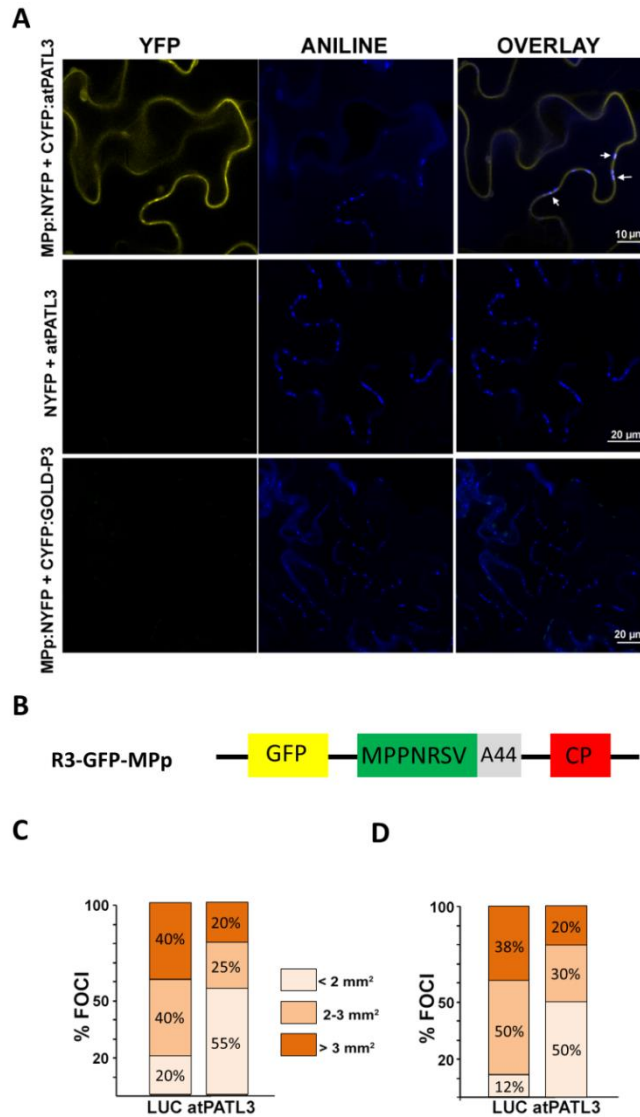 A
YFP
ANILINE
OVERLAY
MPp:NYFP + CYFP:atPATL3
10 µm
NYFP + atPATL3
20 µm
MPp:NYFP + CYFP:GOLD-P3
20 µm
B
R3-GFP-MPp
GFP
MPPNRSV
A44
CP
C
D
% FOCI
100
50
20
40%
40%
20%
20%
25%
55%
LUC atPATL3
< 2 mm²
2-3 mm²
> 3 mm²
% FOCI
100
50
20
38%
50%
12%
20%
30%
50%
LUC atPATL3